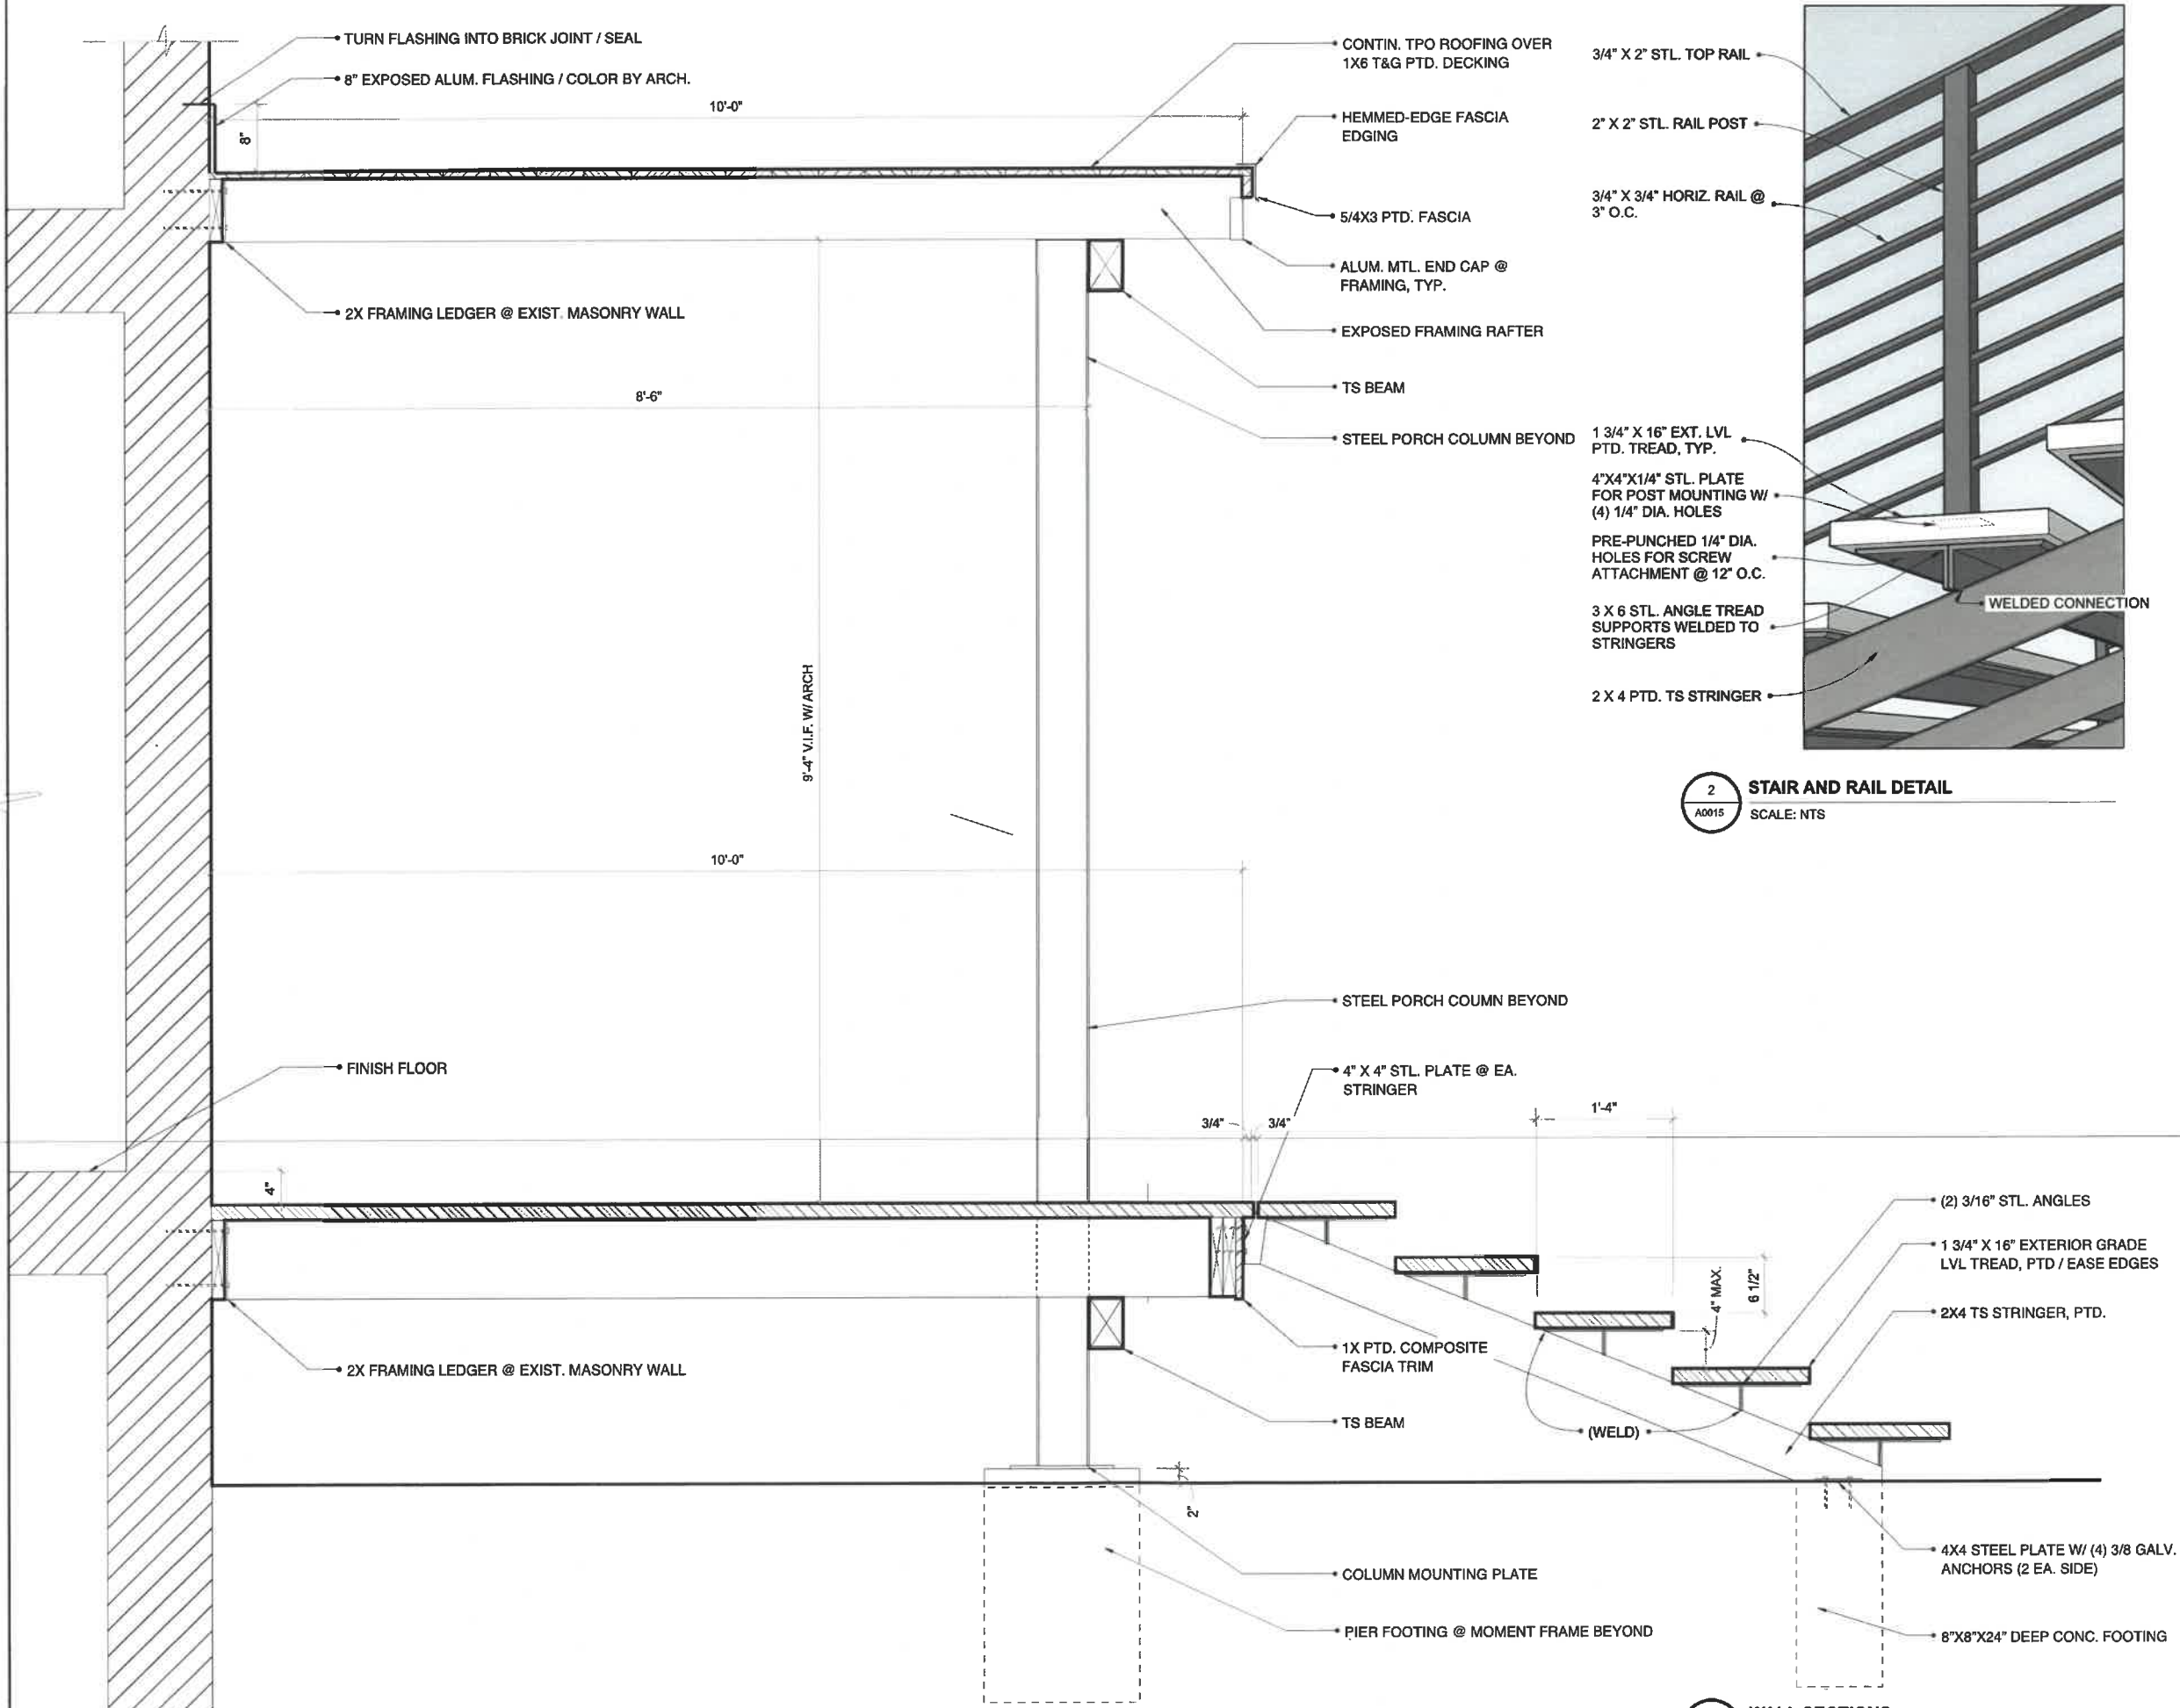 TURN FLASHING INTO BRICK JOINT / SEAL
8" EXPOSED ALUM. FLASHING / COLOR BY ARCH.
10'-0"
8"
2X FRAMING LEDGER @ EXIST. MASONRY WALL
8'-6"
9'-4" V.I.F. W/ ARCH
10'-0"
FINISH FLOOR
4"
2X FRAMING LEDGER @ EXIST. MASONRY WALL
CONTIN. TPO ROOFING OVER
1X6 T&G PTD. DECKING
HEMMED-EDGE FASCIA
EDGING
5/4X3 PTD. FASCIA
ALUM. MTL. END CAP @
FRAMING, TYP.
EXPOSED FRAMING RAFTER
TS BEAM
STEEL PORCH COLUMN BEYOND
STEEL PORCH COUMN BEYOND
4" X 4" STL. PLATE @ EA.
STRINGER
3/4"
3/4"
1'-4"
4" MAX.
6 1/2"
1X PTD. COMPOSITE
FASCIA TRIM
TS BEAM
(WELD)
2"
COLUMN MOUNTING PLATE
PIER FOOTING @ MOMENT FRAME BEYOND
(2) 3/16" STL. ANGLES
1 3/4" X 16" EXTERIOR GRADE
LVL TREAD, PTD / EASE EDGES
2X4 TS STRINGER, PTD.
4X4 STEEL PLATE W/ (4) 3/8 GALV.
ANCHORS (2 EA. SIDE)
8"X8"X24" DEEP CONC. FOOTING
3/4" X 2" STL. TOP RAIL
2" X 2" STL. RAIL POST
3/4" X 3/4" HORIZ. RAIL @
3" O.C.
1 3/4" X 16" EXT. LVL
PTD. TREAD, TYP.
4"X4"X1/4" STL. PLATE
FOR POST MOUNTING W/
(4) 1/4" DIA. HOLES
PRE-PUNCHED 1/4" DIA.
HOLES FOR SCREW
ATTACHMENT @ 12" O.C.
3 X 6 STL. ANGLE TREAD
SUPPORTS WELDED TO
STRINGERS
2 X 4 PTD. TS STRINGER
WELDED CONNECTION
2
A0015
STAIR AND RAIL DETAIL
SCALE: NTS